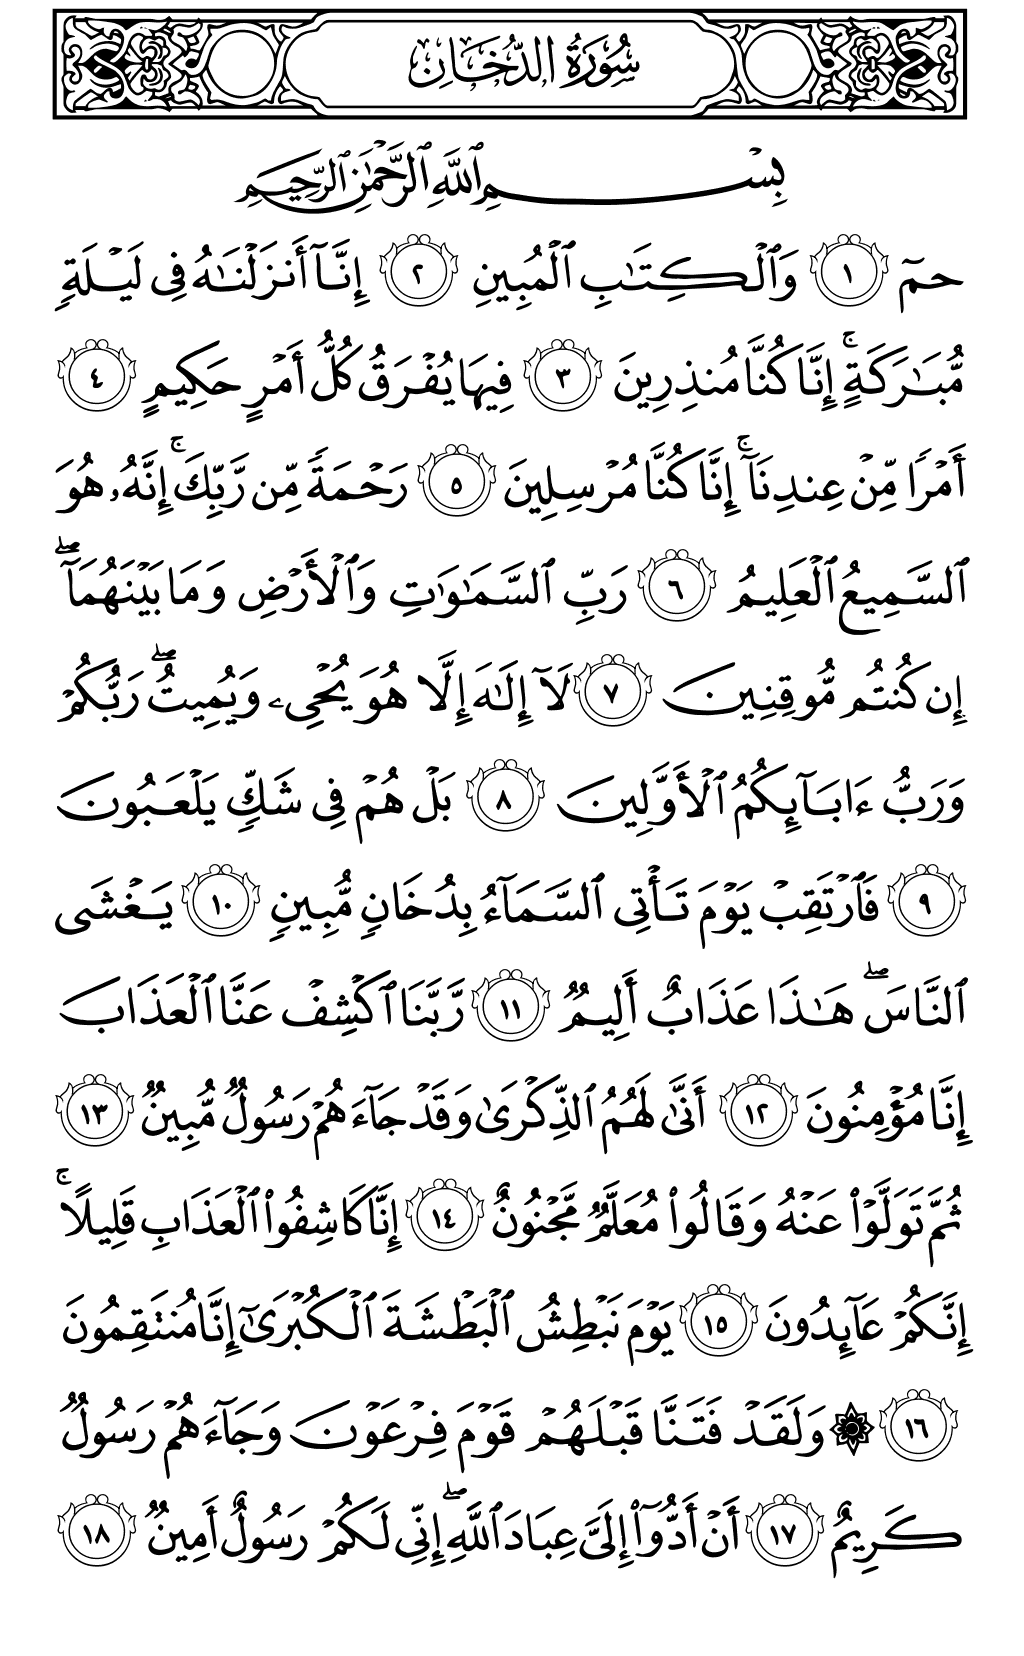 سُورَةُ الدُّخَانِ
بِسْمِ ٱللَّهِ ٱلرَّحْمَٰنِ ٱلرَّحِيمِ
حمٓ ١ وَٱلْكِتَٰبِ ٱلْمُبِينِ ٢ إِنَّآ أَنزَلْنَٰهُ فِى لَيْلَةٍ
مُّبَٰرَكَةٍ ۚ إِنَّا كُنَّا مُنذِرِينَ ٣ فِيهَا يُفْرَقُ كُلُّ أَمْرٍ حَكِيمٍ ٤
أَمْرًا مِّنْ عِندِنَآ ۚ إِنَّا كُنَّا مُرْسِلِينَ ٥ رَحْمَةً مِّن رَّبِّكَ ۚ إِنَّهُۥ هُوَ
ٱلسَّمِيعُ ٱلْعَلِيمُ ٦ رَبِّ ٱلسَّمَٰوَٰتِ وَٱلْأَرْضِ وَمَا بَيْنَهُمَآ ۖ
إِن كُنتُم مُّوقِنِينَ ٧ لَآ إِلَٰهَ إِلَّا هُوَ يُحْىِۦ وَيُمِيتُ ۖ رَبُّكُمْ
وَرَبُّ ءَابَآئِكُمُ ٱلْأَوَّلِينَ ٨ بَلْ هُمْ فِى شَكٍّ يَلْعَبُونَ
٩ فَٱرْتَقِبْ يَوْمَ تَأْتِى ٱلسَّمَآءُ بِدُخَانٍ مُّبِينٍ ١٠ يَغْشَى
ٱلنَّاسَ ۖ هَٰذَا عَذَابٌ أَلِيمٌ ١١ رَّبَّنَا ٱكْشِفْ عَنَّا ٱلْعَذَابَ
إِنَّا مُؤْمِنُونَ ١٢ أَنَّىٰ لَهُمُ ٱلذِّكْرَىٰ وَقَدْ جَآءَهُمْ رَسُولٌ مُّبِينٌ ١٣
ثُمَّ تَوَلَّوْا۟ عَنْهُ وَقَالُوا۟ مُعَلَّمٌ مَّجْنُونٌ ١٤ إِنَّا كَاشِفُوا۟ ٱلْعَذَابِ قَلِيلًا ۚ
إِنَّكُمْ عَآئِدُونَ ١٥ يَوْمَ نَبْطِشُ ٱلْبَطْشَةَ ٱلْكُبْرَىٰٓ إِنَّا مُنتَقِمُونَ
١٦ ۞ وَلَقَدْ فَتَنَّا قَبْلَهُمْ قَوْمَ فِرْعَوْنَ وَجَآءَهُمْ رَسُولٌ
كَرِيمٌ ١٧ أَنْ أَدُّوٓا۟ إِلَىَّ عِبَادَ ٱللَّهِ ۖ إِنِّى لَكُمْ رَسُولٌ أَمِينٌ ١٨